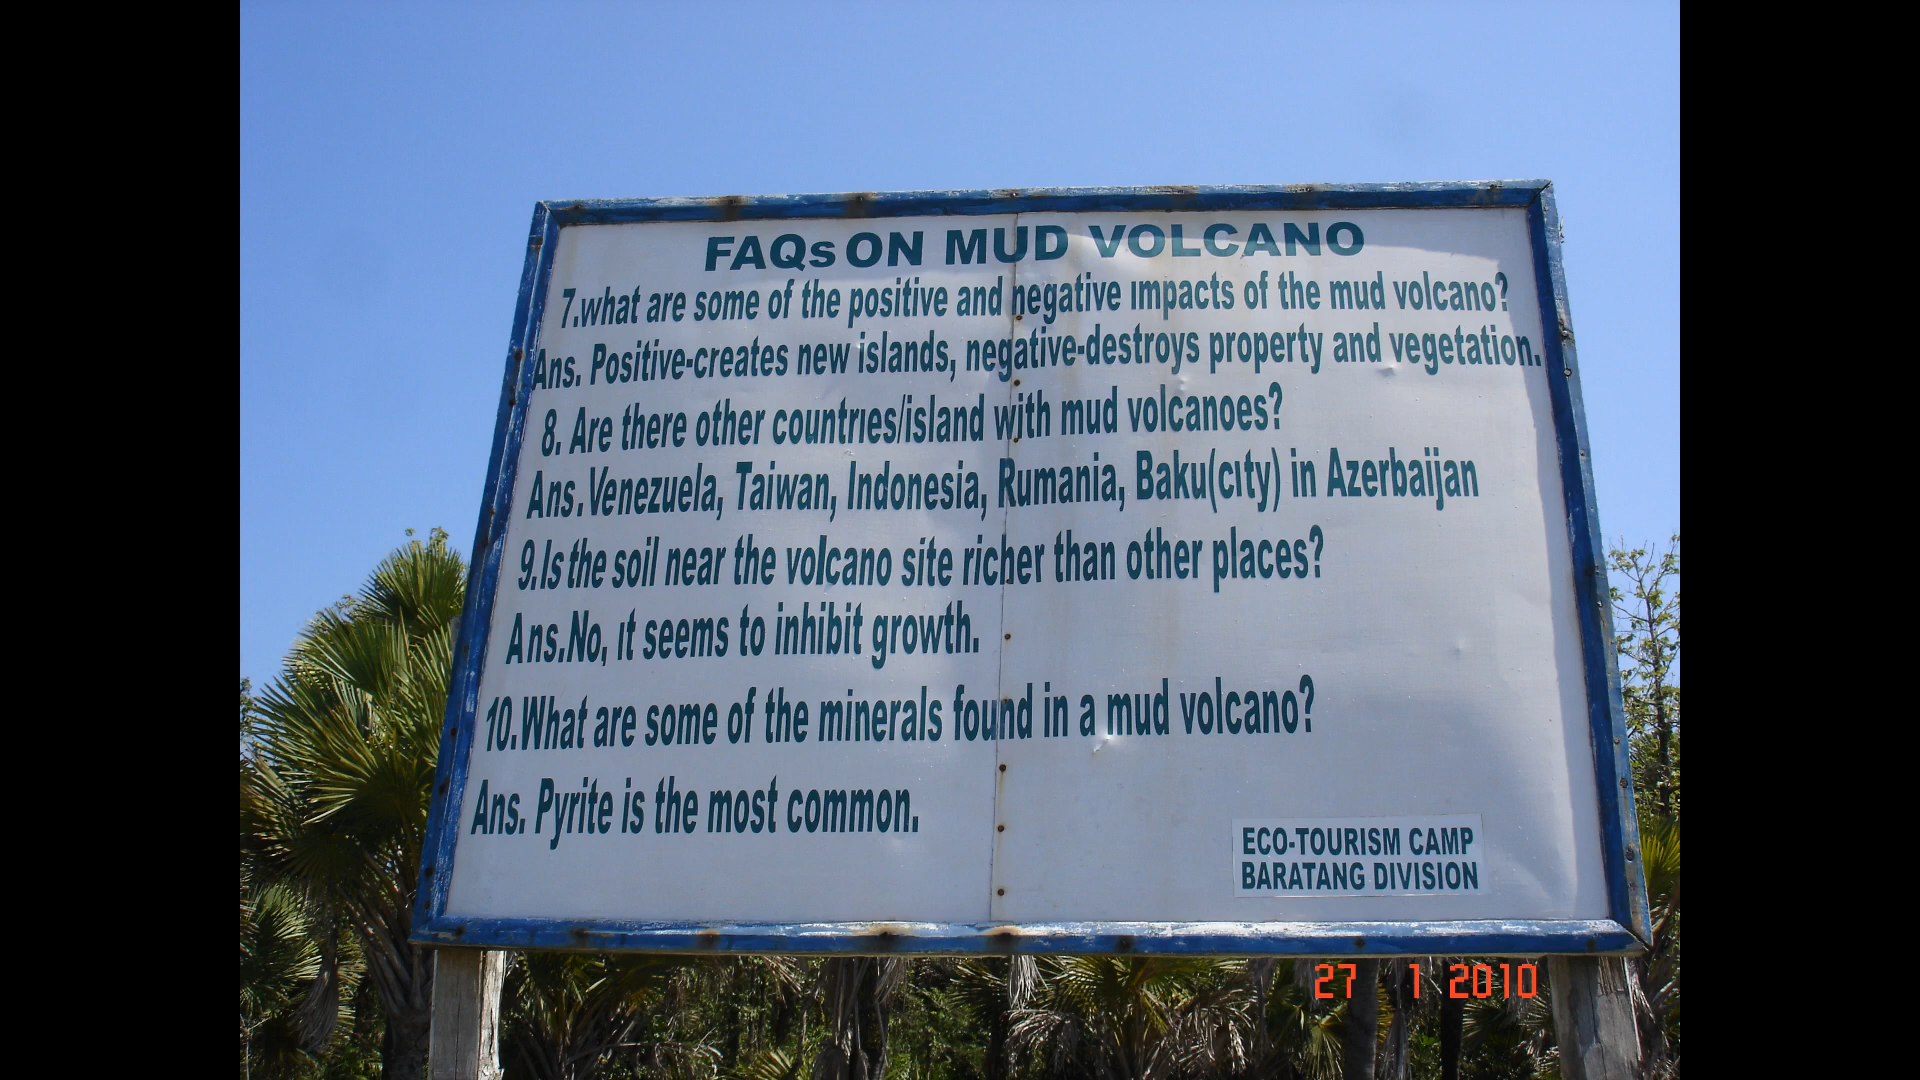 FAQs ON MUD VOLCANO
7.what are some of the positive and negative impacts of the mud volcano?
Ans. Positive-creates new islands, negative-destroys property and vegetation.
8. Are there other countries/island with mud volcanoes?
Ans.Venezuela, Taiwan, Indonesia, Rumania, Baku(city) in Azerbaijan
9.Is the soil near the volcano site richer than other places?
Ans.No, it seems to inhibit growth.
10.What are some of the minerals found in a mud volcano?
Ans. Pyrite is the most common.
ECO-TOURISM CAMP
BARATANG DIVISION
27 1 2010